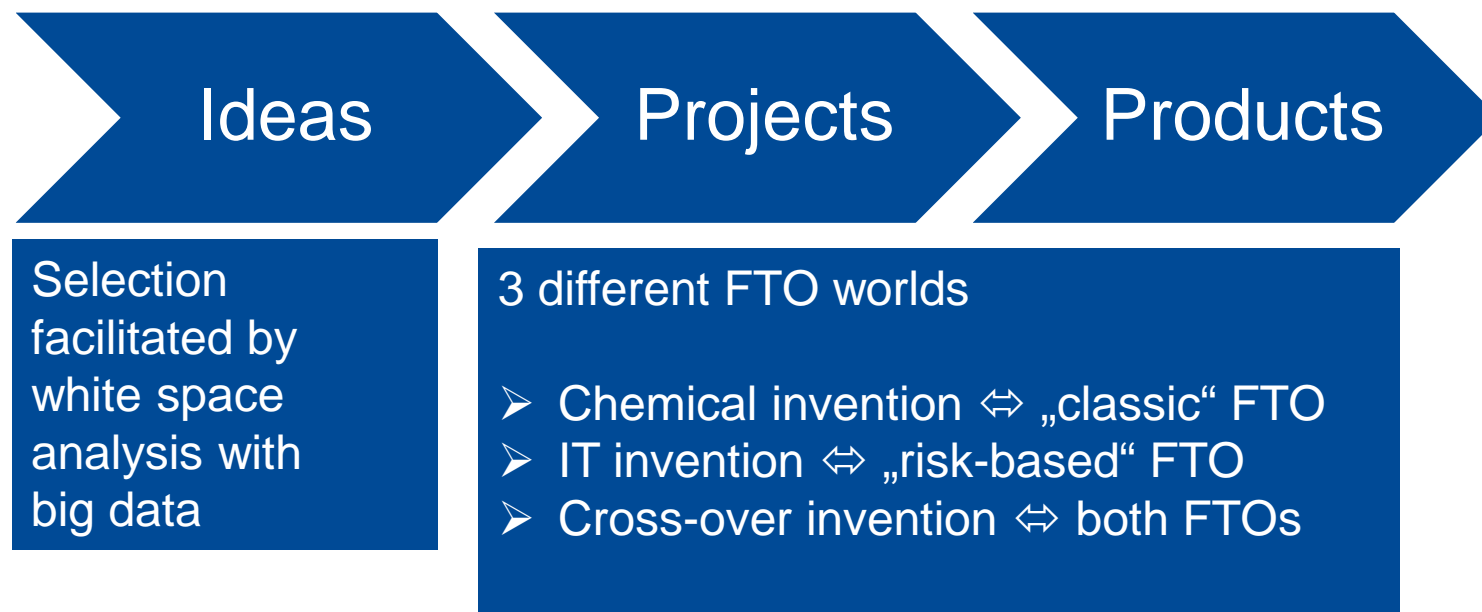 Ideas
Projects
Products
Selection
facilitated by
white space
analysis with
big data
3 different FTO worlds
➢ Chemical invention ⬄ „classic“ FTO
➢ IT invention ⬄ „risk-based“ FTO
➢ Cross-over invention ⬄ both FTOs